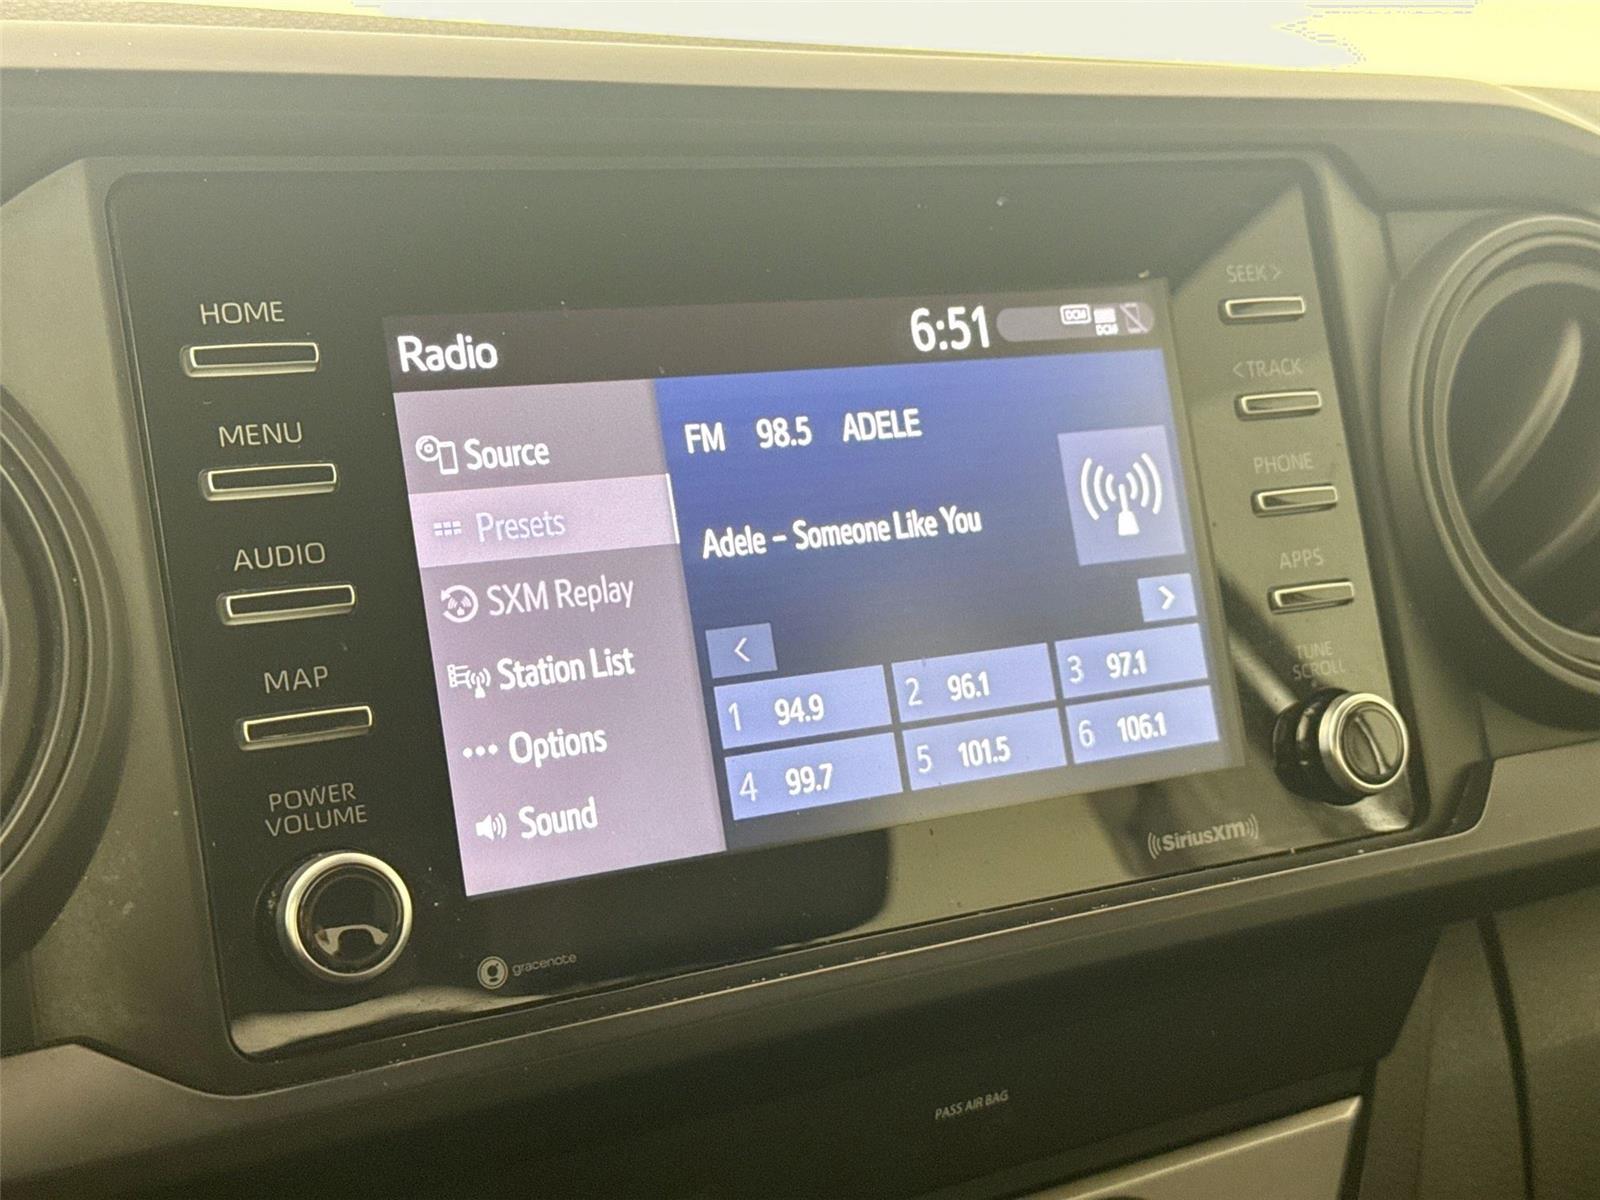 HOME
MENU
AUDIO
MAP
POWER
VOLUME
Radio
6:51
DCM
DCM
Source
Presets
SXM Replay
Station List
Options
Sound
FM 98.5 ADELE
Adele - Someone Like You
<
>
1 94.9
2 96.1
3 97.1
4 99.7
5 101.5
6 106.1
SEEK >
< TRACK
PHONE
APPS
TUNE
SCROLL
gracenote
((SiriusXM))
PASS AIR BAG